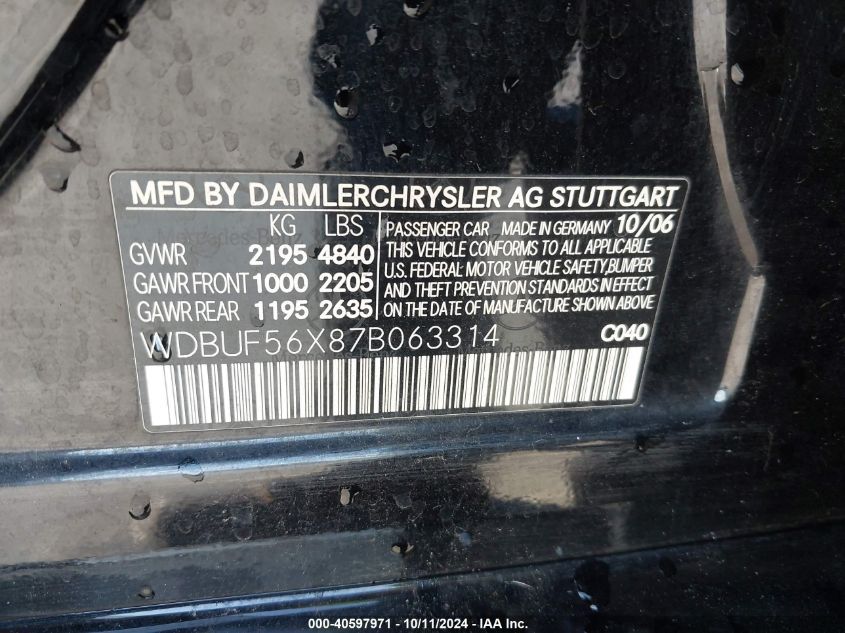 MFD BY DAIMLERCHRYSLER AG STUTTGART
KG LBS
GVWR 2195 4840
GAWR FRONT 1000 2205
GAWR REAR 1195 2635
PASSENGER CAR MADE IN GERMANY 10/06
THIS VEHICLE CONFORMS TO ALL APPLICABLE
U.S. FEDERAL MOTOR VEHICLE SAFETY,BUMPER
AND THEFT PREVENTION STANDARDS IN EFFECT
ON THE DATE OF MANUFACTURE SHOWN ABOVE
WDBUF56X87B063314 C040
Mercedes-Benz
000-40597971 | 10/11/2024 - IAA Inc.